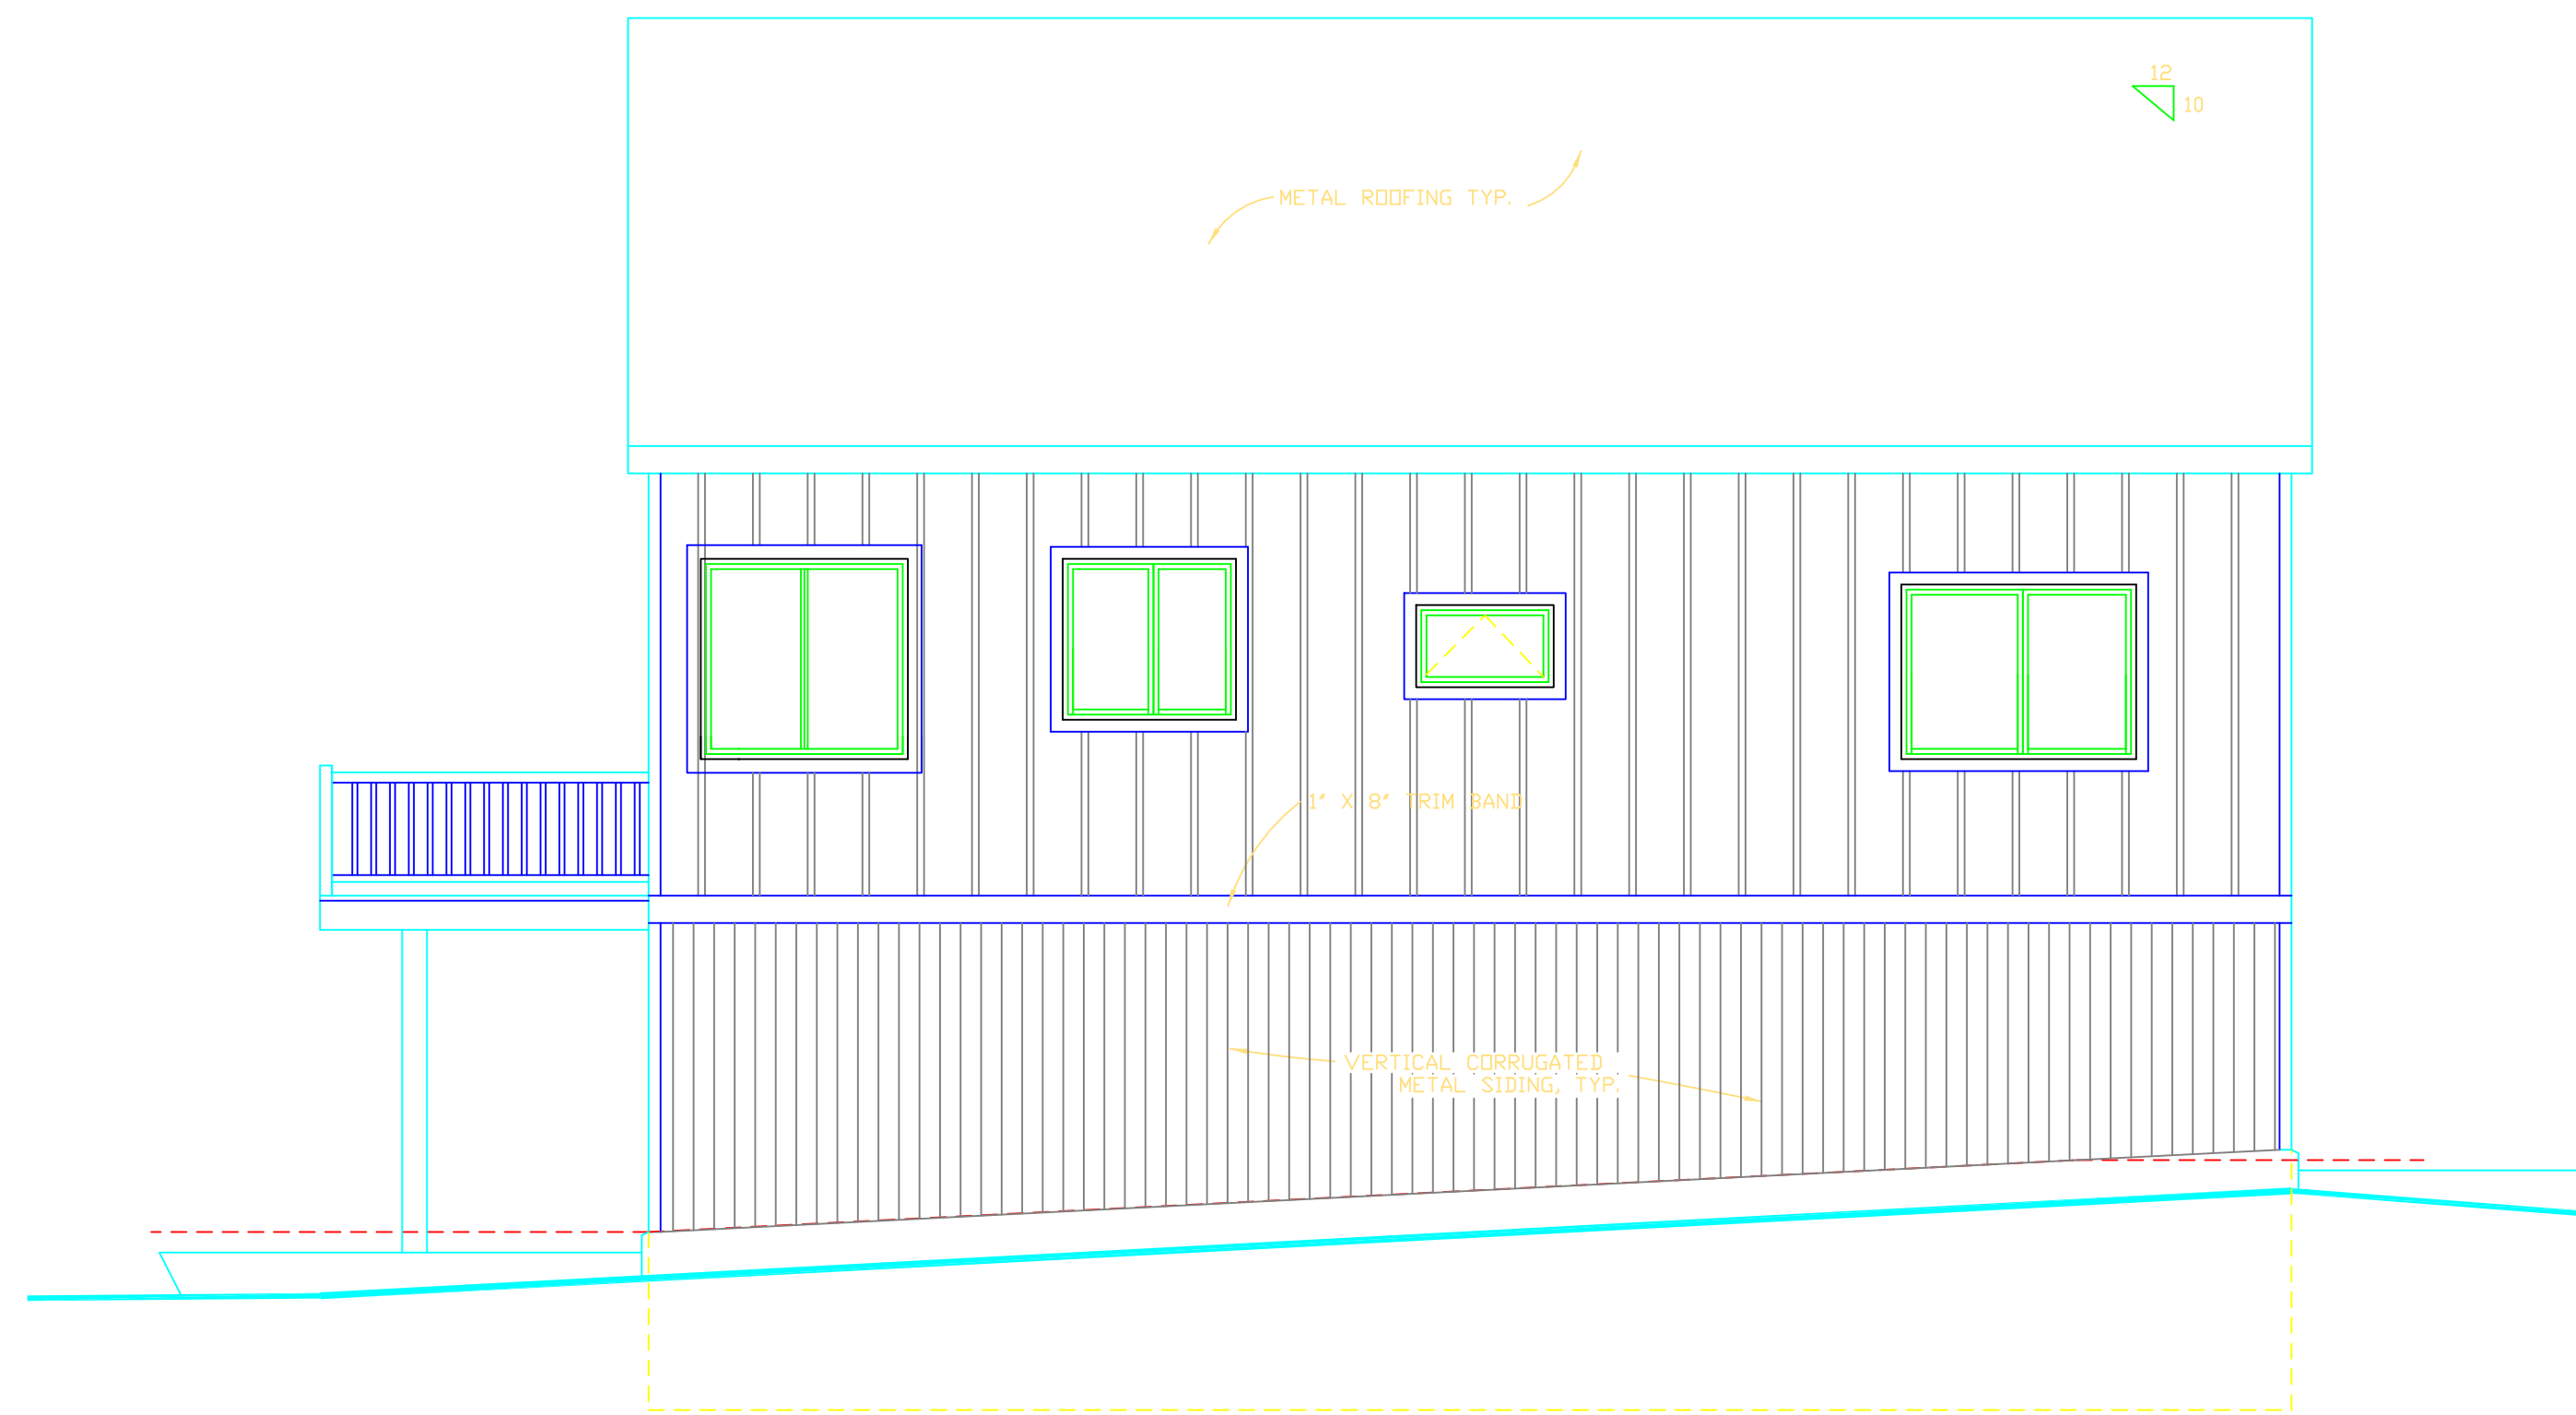 12
10
METAL ROOFING TYP.
1" X 8" TRIM BAND
VERTICAL CORRUGATED
METAL SIDING, TYP.